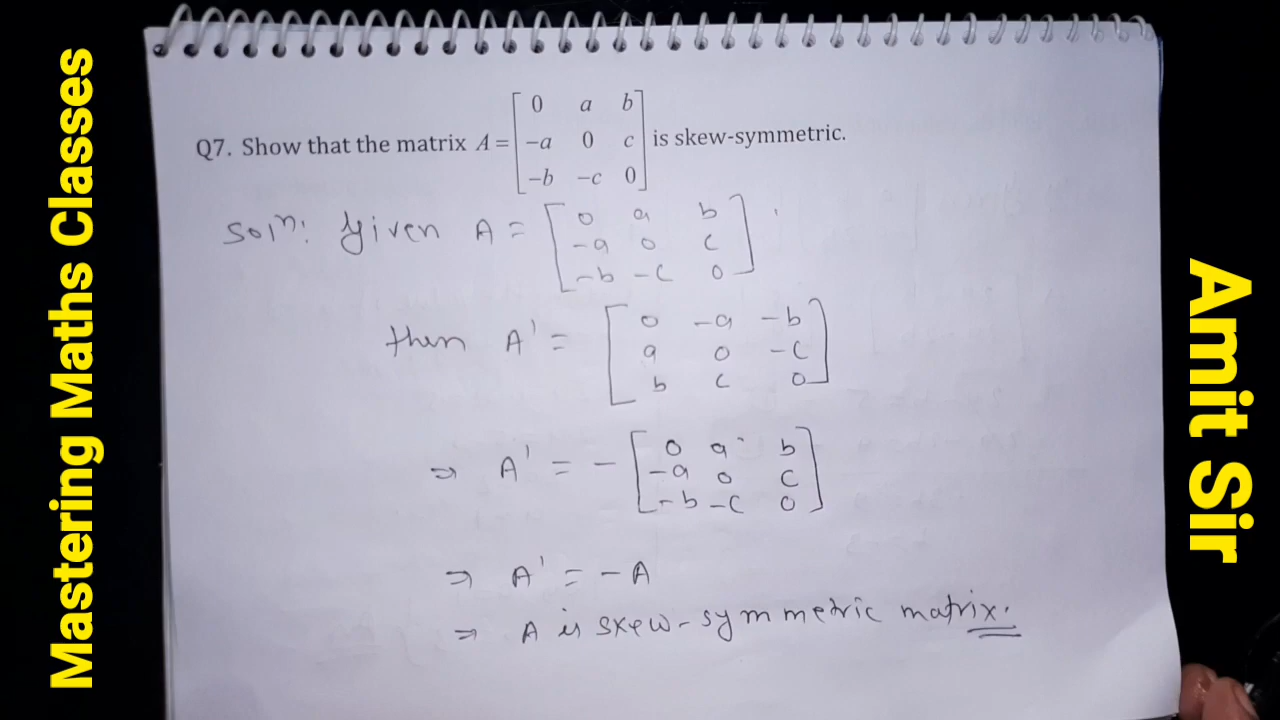 Mastering Maths Classes
Q7. Show that the matrix A = [0 a b; -a 0 c; -b -c 0] is skew-symmetric.
Solⁿ: Given A = [0 a b; -a 0 c; -b -c 0]
then A' = [0 -a -b; a 0 -c; b c 0]
⇒ A' = - [0 a b; -a 0 c; -b -c 0]
⇒ A' = -A
⇒ A is skew-symmetric matrix.
Amit Sir